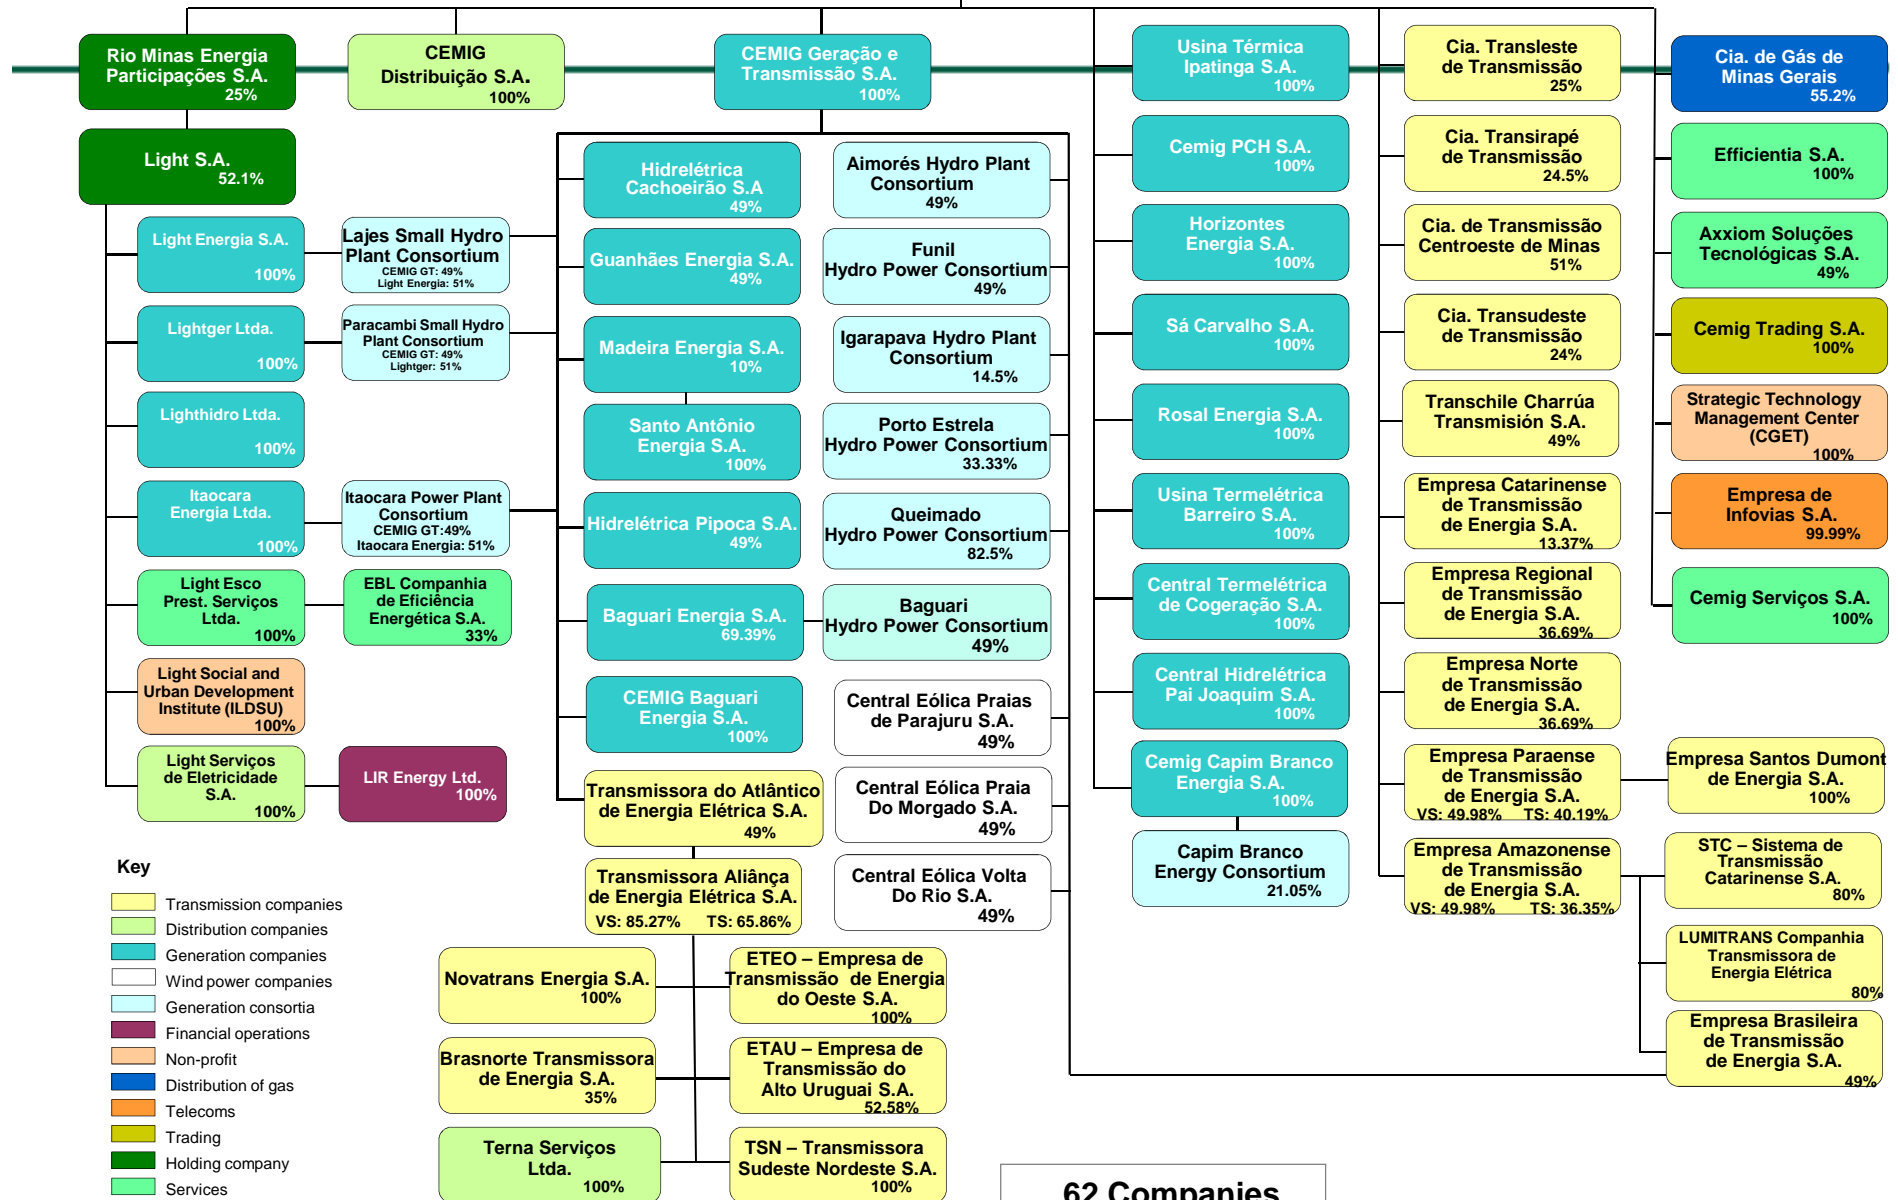 Rio Minas Energia
Participações S.A.
25%
CEMIG
Distribuição S.A.
100%
CEMIG Geração e
Transmissão S.A.
100%
Usina Térmica
Ipatinga S.A.
100%
Cia. Transleste
de Transmissão
25%
Cia. de Gás de
Minas Gerais
55.2%
Light S.A.
52.1%
Light Energia S.A.
100%
Lajes Small Hydro
Plant Consortium
CEMIG GT: 49%
Light Energia: 51%
Lightger Ltda.
100%
Paracambi Small Hydro
Plant Consortium
CEMIG GT: 49%
Lightger: 51%
Lighthidro Ltda.
100%
Itaocara
Energia Ltda.
100%
Itaocara Power Plant
Consortium
CEMIG GT:49%
Itaocara Energia: 51%
Light Esco
Prest. Serviços
Ltda.
100%
EBL Companhia
de Eficiência
Energética S.A.
33%
Light Social and
Urban Development
Institute (ILDSU)
100%
Light Serviços
de Eletricidade
S.A.
100%
LIR Energy Ltd.
100%
Hidrelétrica
Cachoeirão S.A
49%
Guanhães Energia S.A.
49%
Madeira Energia S.A.
10%
Santo Antônio
Energia S.A.
100%
Hidrelétrica Pipoca S.A.
49%
Baguari Energia S.A.
69.39%
CEMIG Baguari
Energia S.A.
100%
Transmissora do Atlântico
de Energia Elétrica S.A.
49%
Transmissora Aliânça
de Energia Elétrica S.A.
VS: 85.27% TS: 65.86%
Aimorés Hydro Plant
Consortium
49%
Funil
Hydro Power Consortium
49%
Igarapava Hydro Plant
Consortium
14.5%
Porto Estrela
Hydro Power Consortium
33.33%
Queimado
Hydro Power Consortium
82.5%
Baguari
Hydro Power Consortium
49%
Central Eólica Praias
de Parajuru S.A.
49%
Central Eólica Praia
Do Morgado S.A.
49%
Central Eólica Volta
Do Rio S.A.
49%
Novatrans Energia S.A.
100%
ETEO – Empresa de
Transmissão de Energia
do Oeste S.A.
100%
Brasnorte Transmissora
de Energia S.A.
35%
ETAU – Empresa de
Transmissão do
Alto Uruguai S.A.
52.58%
Terna Serviços
Ltda.
100%
TSN – Transmissora
Sudeste Nordeste S.A.
100%
Cemig PCH S.A.
100%
Horizontes
Energia S.A.
100%
Sá Carvalho S.A.
100%
Rosal Energia S.A.
100%
Usina Termelétrica
Barreiro S.A.
100%
Central Termelétrica
de Cogeração S.A.
100%
Central Hidrelétrica
Pai Joaquim S.A.
100%
Cemig Capim Branco
Energia S.A.
100%
Capim Branco
Energy Consortium
21.05%
Cia. Transirapé
de Transmissão
24.5%
Cia. de Transmissão
Centroeste de Minas
51%
Cia. Transudeste
de Transmissão
24%
Transchile Charrúa
Transmisión S.A.
49%
Empresa Catarinense
de Transmissão
de Energia S.A.
13.37%
Empresa Regional
de Transmissão
de Energia S.A.
36.69%
Empresa Norte
de Transmissão
de Energia S.A.
36.69%
Empresa Paraense
de Transmissão
de Energia S.A.
VS: 49.98% TS: 40.19%
Empresa Amazonense
de Transmissão
de Energia S.A.
VS: 49.98% TS: 36.35%
Efficientia S.A.
100%
Axxiom Soluções
Tecnológicas S.A.
49%
Cemig Trading S.A.
100%
Strategic Technology
Management Center
(CGET)
100%
Empresa de
Infovias S.A.
99.99%
Cemig Serviços S.A.
100%
Empresa Santos Dumont
de Energia S.A.
100%
STC – Sistema de
Transmissão
Catarinense S.A.
80%
LUMITRANS Companhia
Transmissora de
Energia Elétrica
80%
Empresa Brasileira
de Transmissão
de Energia S.A.
49%
Key
Transmission companies
Distribution companies
Generation companies
Wind power companies
Generation consortia
Financial operations
Non-profit
Distribution of gas
Telecoms
Trading
Holding company
Services
62 Companies